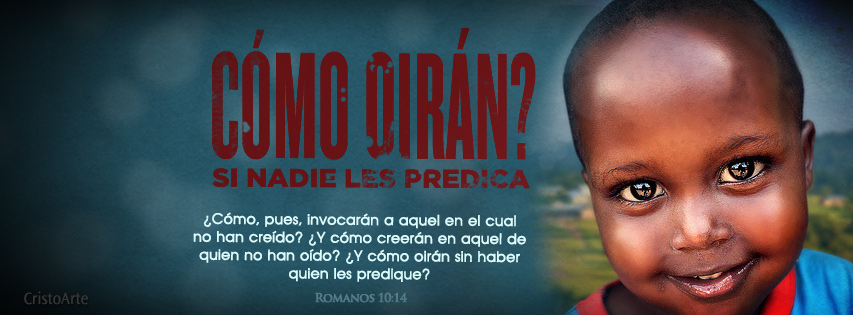 CÓMO OIRÁN?
SI NADIE LES PREDICA
¿Cómo, pues, invocarán a aquel en el cual
no han creído? ¿Y cómo creerán en aquel de
quien no han oído? ¿Y cómo oirán sin haber
quien les predique?
ROMANOS 10:14
CristoArte